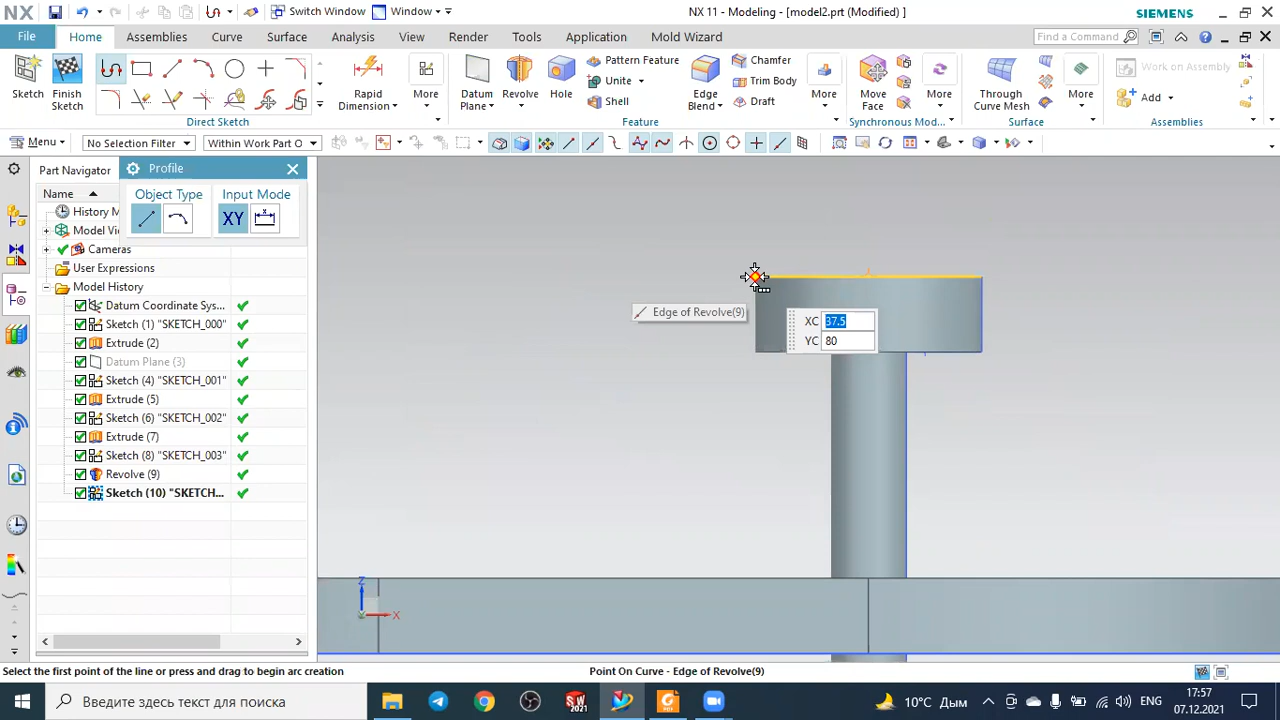 NX
Switch Window
Window
NX 11 - Modeling - [model2.prt (Modified) ]
SIEMENS
File
Home
Assemblies
Curve
Surface
Analysis
View
Render
Tools
Application
Mold Wizard
Find a Command
Sketch
Finish
Sketch
Rapid
Dimension
More
Direct Sketch
Datum
Plane
Revolve
Hole
Pattern Feature
Unite
Shell
Edge
Blend
Chamfer
Trim Body
Draft
More
Feature
Move
Face
More
Synchronous Mod...
Through
Curve Mesh
More
Surface
Work on Assembly
Add
Assemblies
Menu
No Selection Filter
Within Work Part O
Part Navigator
Profile
Name
Object Type
Input Mode
XY
History M
Model Vi
Cameras
User Expressions
Model History
Datum Coordinate Sys...
Sketch (1) "SKETCH_000"
Extrude (2)
Datum Plane (3)
Sketch (4) "SKETCH_001"
Extrude (5)
Sketch (6) "SKETCH_002"
Extrude (7)
Sketch (8) "SKETCH_003"
Revolve (9)
Sketch (10) "SKETCH...
Edge of Revolve(9)
XC 37.5
YC 80
Z
X
Select the first point of the line or press and drag to begin arc creation
Point On Curve - Edge of Revolve(9)
Введите здесь текст для поиска
SW
2021
10°C Дым
ENG
17:57
07.12.2021